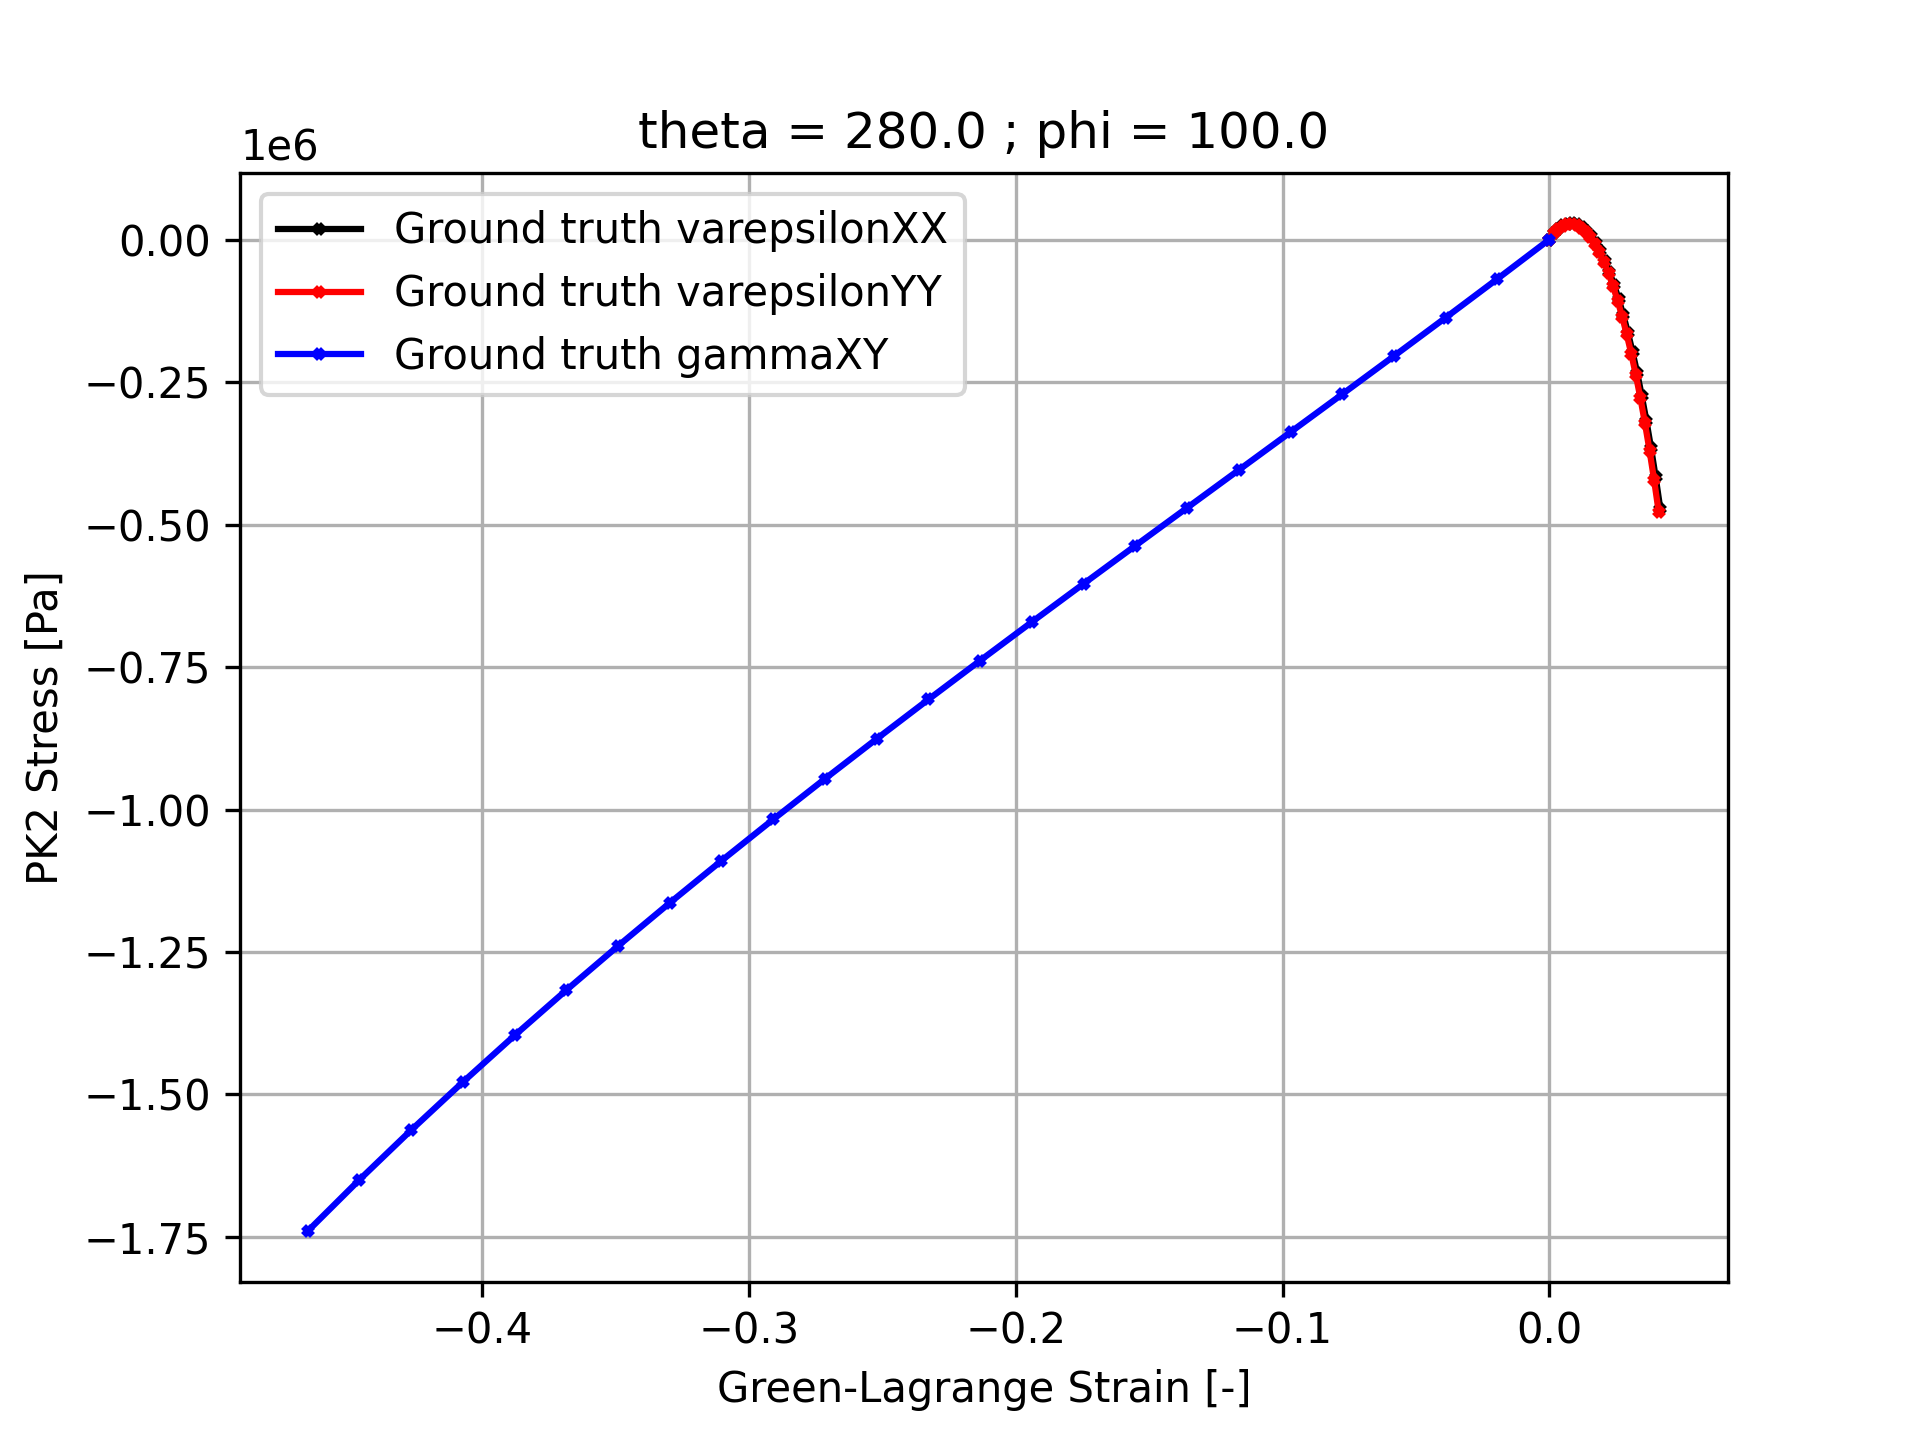 theta = 280.0 ; phi = 100.0
1e6
Ground truth varepsilonXX
Ground truth varepsilonYY
Ground truth gammaXY
0.00
−0.25
−0.50
−0.75
−1.00
−1.25
−1.50
−1.75
PK2 Stress [Pa]
−0.4
−0.3
−0.2
−0.1
0.0
Green-Lagrange Strain [-]